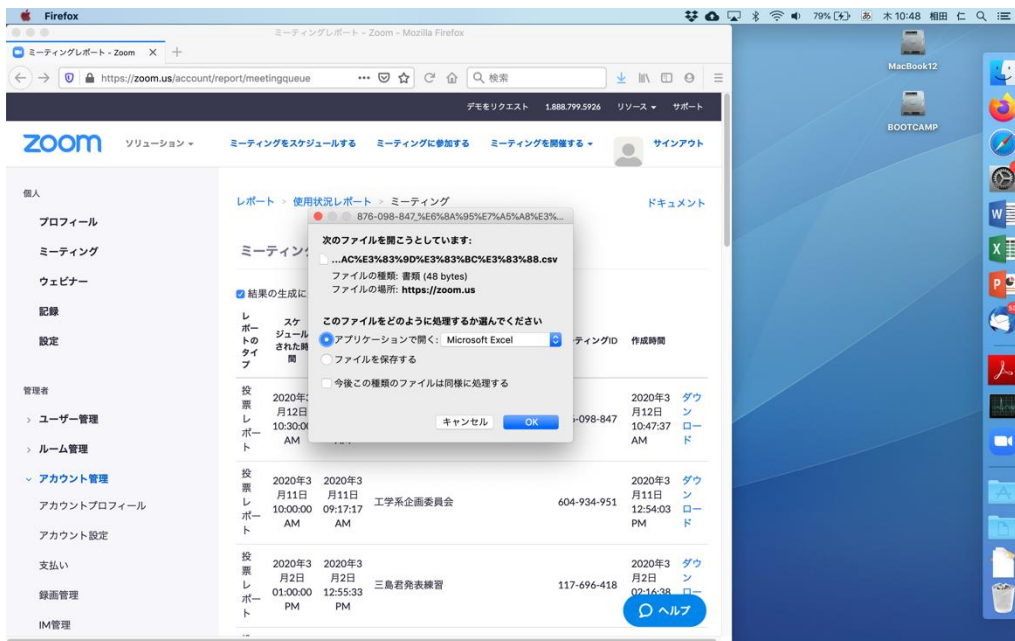 Firefox
79%
木10:48 相田 仁
ミーティングレポート - Zoom - Mozilla Firefox
ミーティングレポート - Zoom
https://zoom.us/account/report/meetingqueue
検索
デモをリクエスト 1.888.799.5926 リソース サポート
zoom ソリューション ミーティングをスケジュールする ミーティングに参加する ミーティングを開催する サインアウト
個人
プロフィール
ミーティング
ウェビナー
記録
設定
管理者
ユーザー管理
ルーム管理
アカウント管理
アカウントプロフィール
アカウント設定
支払い
録画管理
IM管理
レポート > 使用状況レポート > ミーティング
ドキュメント
ミーティン
結果の生成に
レ
ポー
トの
タイ
プ
スケ
ジュール
された時
間
ティングID
作成時間
876-098-847_%E6%8A%95%E7%A5%A8%E3%...
次のファイルを開こうとしています:
...AC%E3%83%9D%E3%83%BC%E3%83%88.csv
ファイルの種類: 書類 (48 bytes)
ファイルの場所: https://zoom.us
このファイルをどのように処理するか選んでください
アプリケーションで開く: Microsoft Excel
ファイルを保存する
今後この種類のファイルは同様に処理する
キャンセル
OK
投
票
レ
ポー
ト
月12日
10:30:00
AM
-098-847
2020年3
月12日
10:47:37
AM
ダウ
ン
ロー
ド
投
票
レ
ポー
ト
2020年3
月11日
10:00:00
AM
2020年3
月11日
09:17:17
AM
工学系企画委員会
604-934-951
2020年3
月11日
12:54:03
PM
ダウ
ン
ロー
ド
投
票
レ
ポー
ト
2020年3
月2日
01:00:00
PM
2020年3
月2日
12:55:33
PM
三島君発表練習
117-696-418
2020年3
月2日
02:16:38
ダウ
ン
ロー
ヘルプ
MacBook12
BOOTCAMP